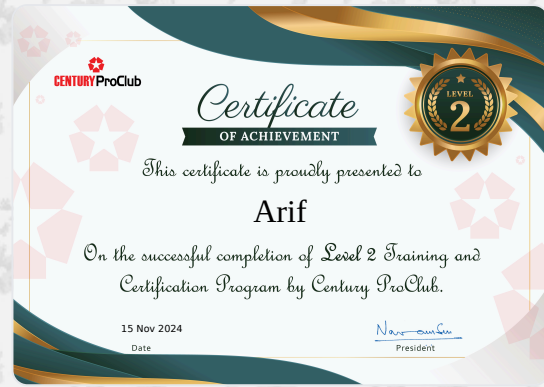 CENTURY ProClub
Certificate
OF ACHIEVEMENT
LEVEL
2
This certificate is proudly presented to
Arif
On the successful completion of Level 2 Training and
Certification Program by Century ProClub.
15 Nov 2024
Date
President